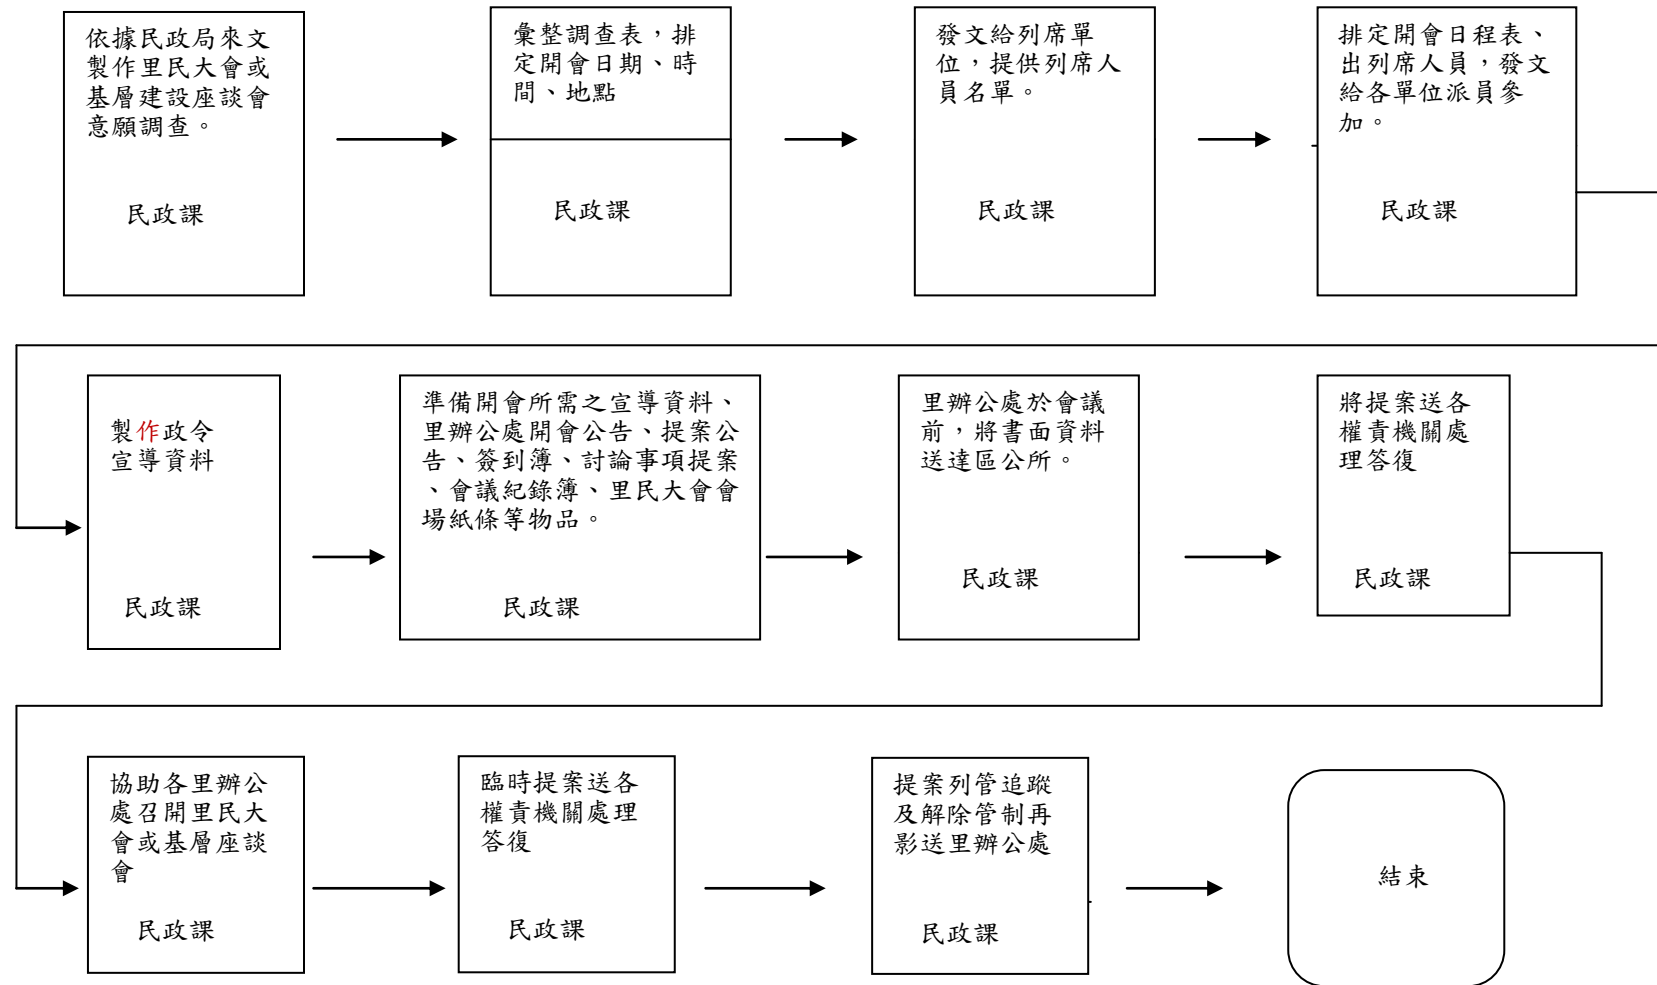 依據民政局來文
製作里民大會或
基層建設座談會
意願調查。
民政課
彙整調查表，排
定開會日期、時
間、地點
民政課
發文給列席單
位，提供列席人
員名單。
民政課
排定開會日程表、
出列席人員，發文
給各單位派員參
加。
民政課
製作政令
宣導資料
民政課
準備開會所需之宣導資料、
里辦公處開會公告、提案公
告、簽到簿、討論事項提案
、會議紀錄簿、里民大會會
場紙條等物品。
民政課
里辦公處於會議
前，將書面資料
送達區公所。
民政課
將提案送各
權責機關處
理答復
民政課
協助各里辦公
處召開里民大
會或基層座談
會
民政課
臨時提案送各
權責機關處理
答復
民政課
提案列管追蹤
及解除管制再
影送里辦公處
民政課
結束